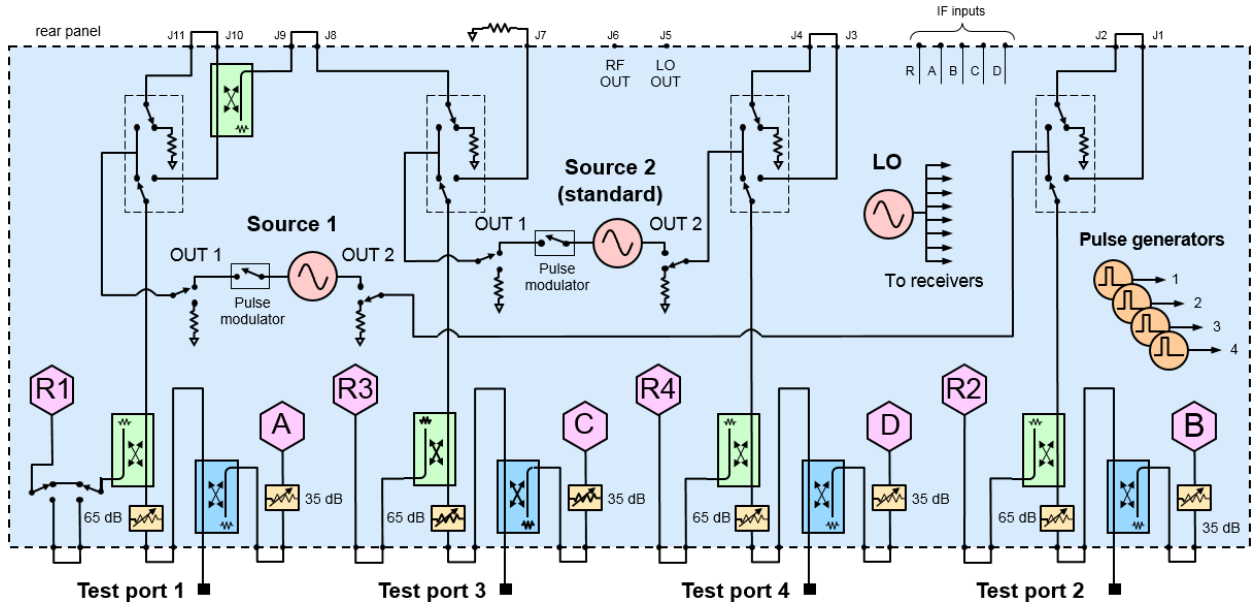 IF inputs
rear panel
J11
J10
J9
J8
J7
J6
J5
J4
J3
J2
J1
RF
OUT
LO
OUT
R
A
B
C
D
Source 2
(standard)
LO
Source 1
OUT 1
OUT 2
Pulse
modulator
OUT 1
OUT 2
Pulse
modulator
To receivers
Pulse generators
1
2
3
4
R1
A
R3
C
R4
D
R2
B
65 dB
35 dB
65 dB
35 dB
65 dB
35 dB
65 dB
35 dB
Test port 1
Test port 3
Test port 4
Test port 2